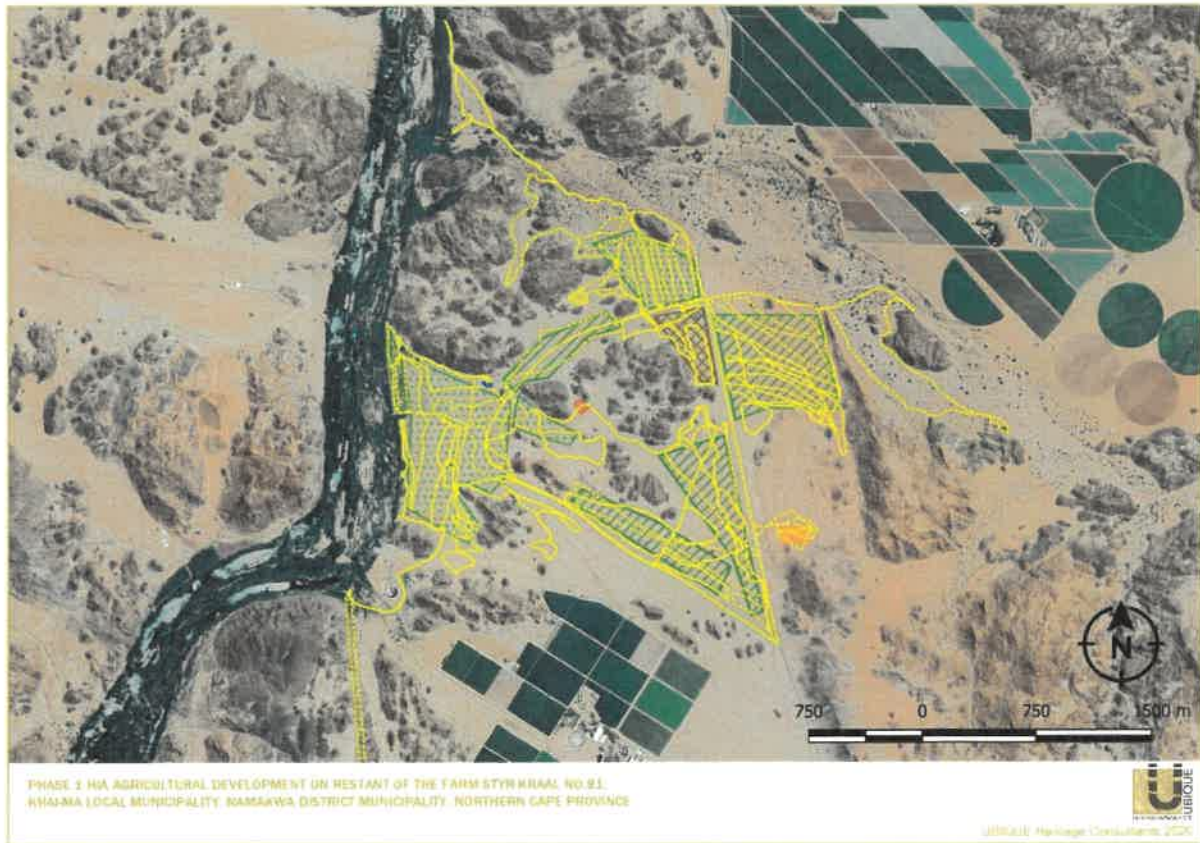 N
750 0 750 1500 m
PHASE 1 HIA AGRICULTURAL DEVELOPMENT ON RESTANT OF THE FARM STYR-KRAAL NO.81,
KHAI-MA LOCAL MUNICIPALITY, NAMAKWA DISTRICT MUNICIPALITY, NORTHERN CAPE PROVINCE
UBIQUE
UBIQUE Heritage Consultants 2020